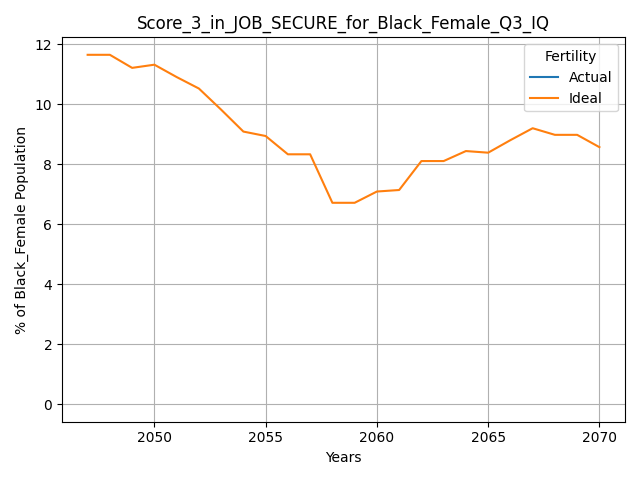 Score_3_in_JOB_SECURE_for_Black_Female_Q3_IQ
Fertility
Actual
Ideal
% of Black_Female Population
12
10
8
6
4
2
0
2050 2055 2060 2065 2070
Years